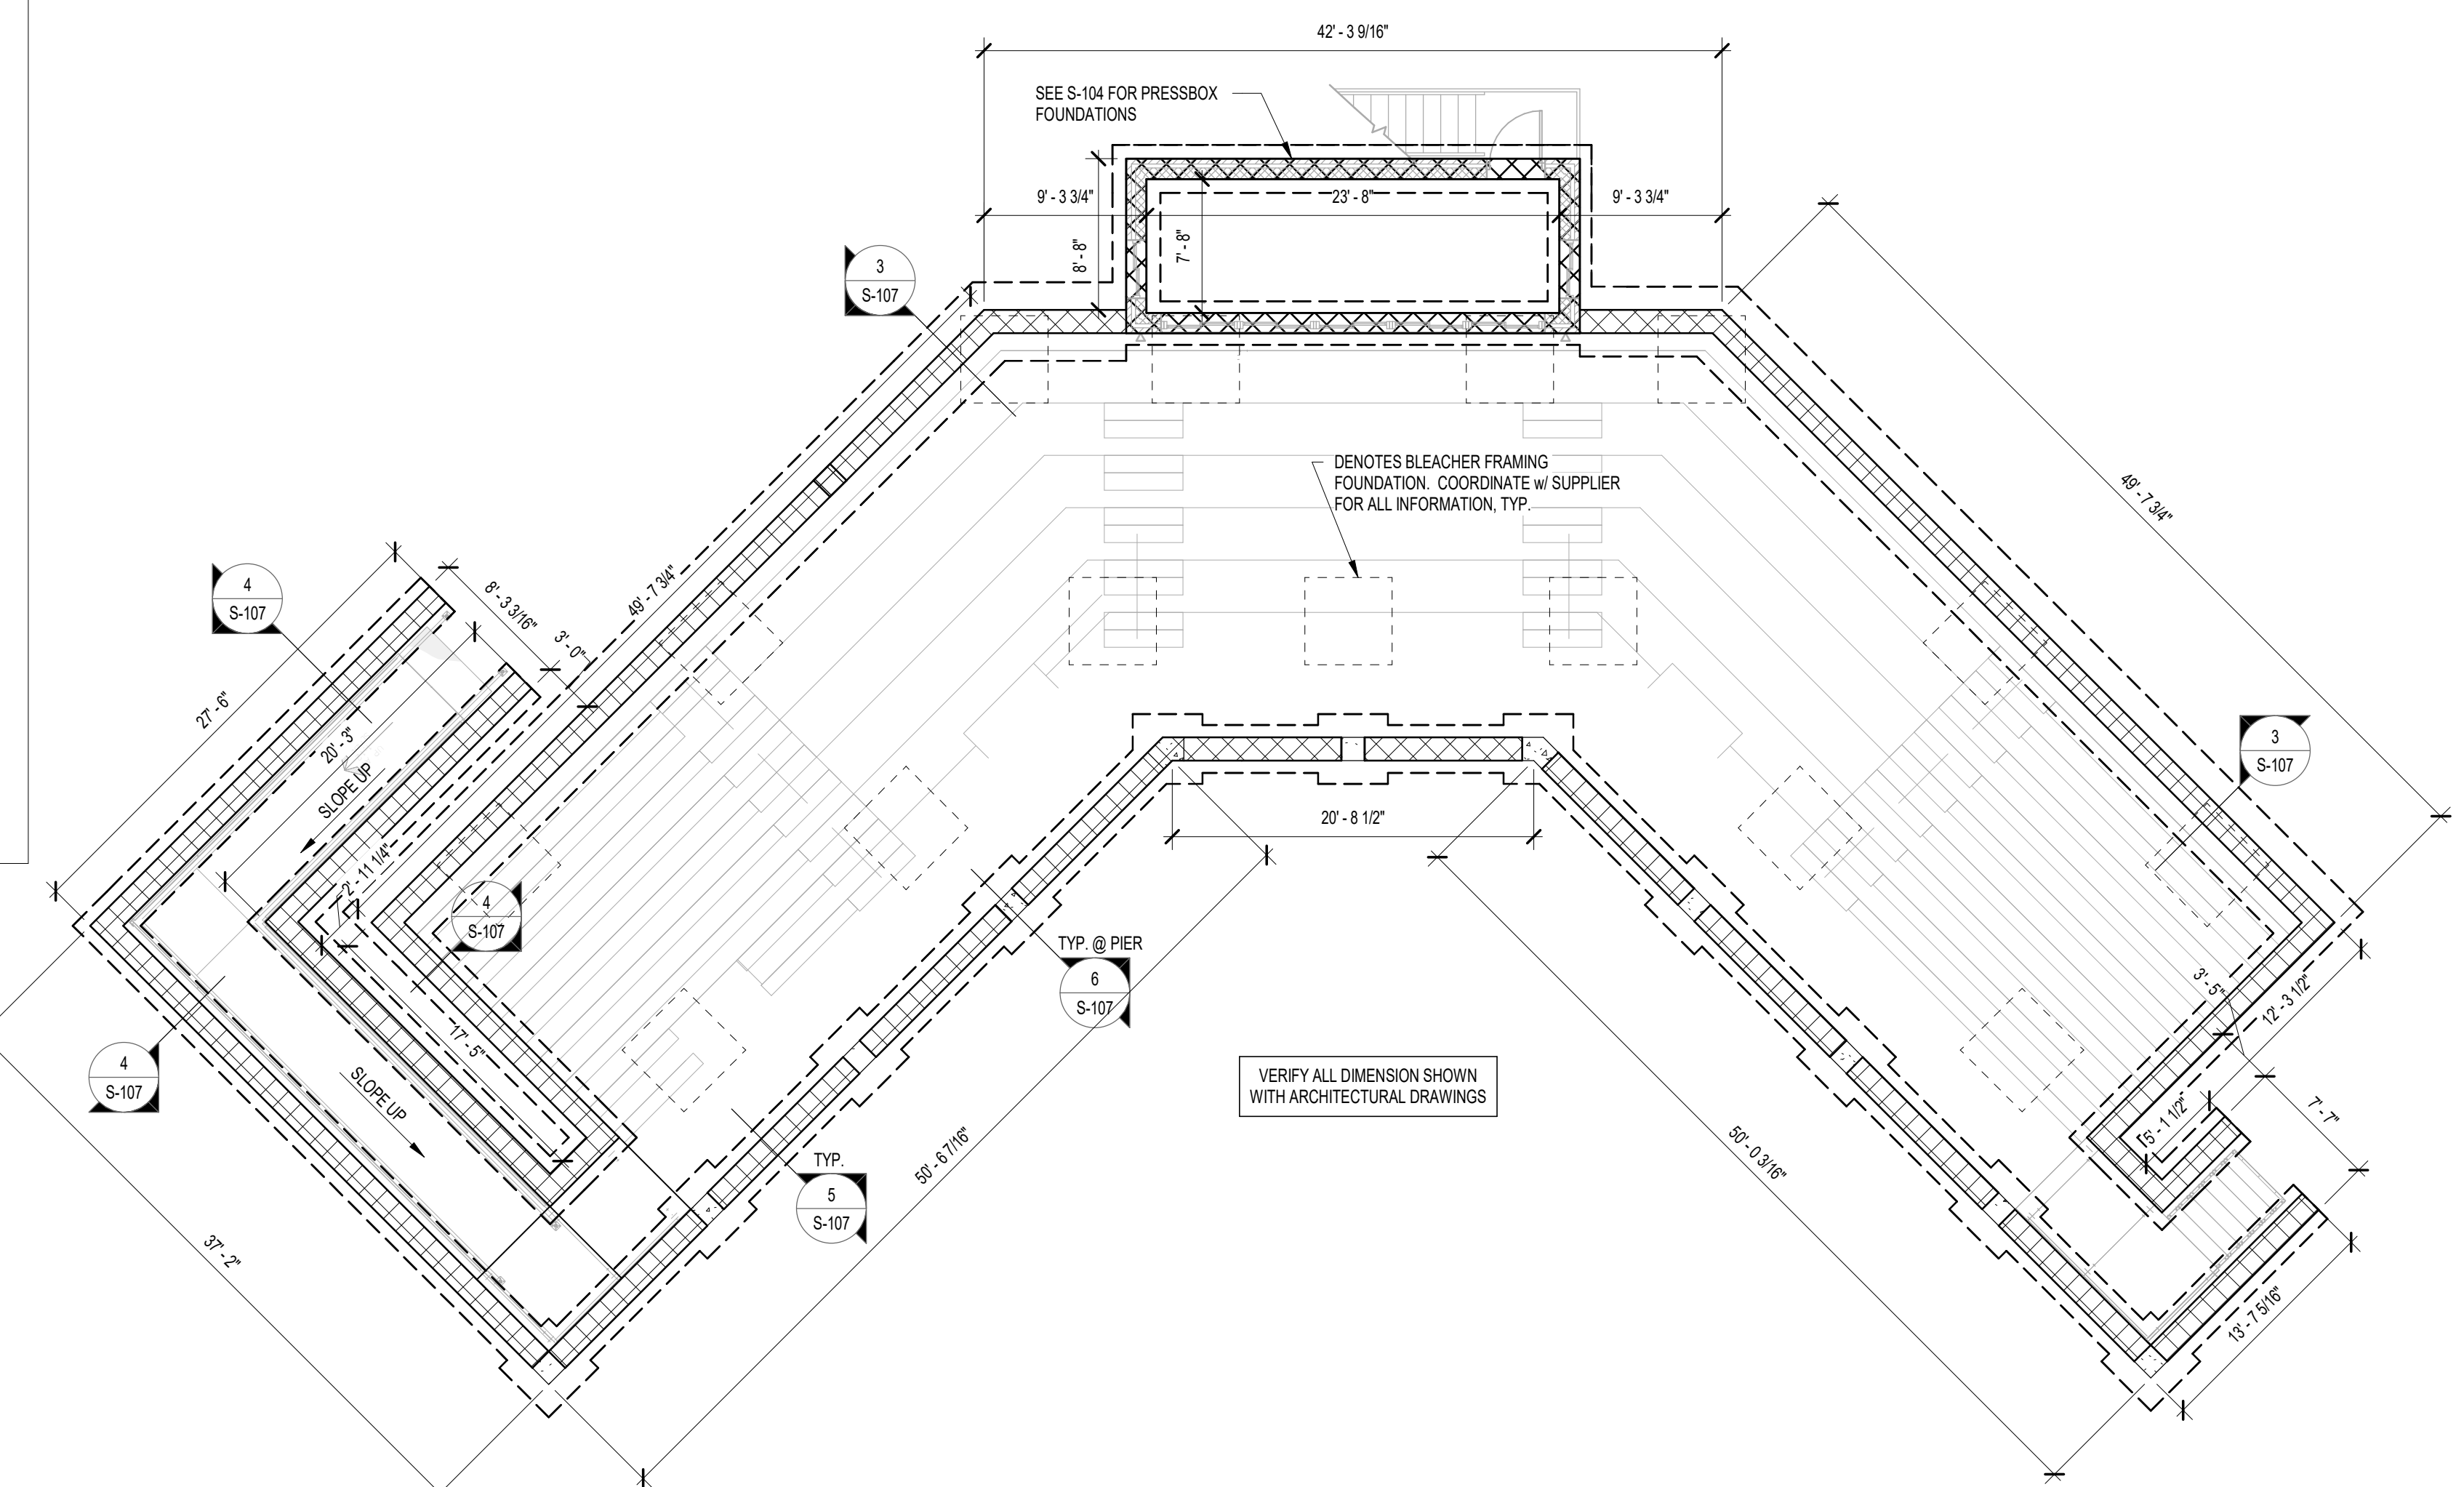 42' - 3 9/16"
SEE S-104 FOR PRESSBOX
FOUNDATIONS
9' - 3 3/4"
23' - 8"
9' - 3 3/4"
8' - 8"
7' - 8"
3
S-107
DENOTES BLEACHER FRAMING
FOUNDATION. COORDINATE w/ SUPPLIER
FOR ALL INFORMATION, TYP.
49' - 7 3/4"
49' - 7 3/4"
4
S-107
8' - 3 3/16"
3' - 0"
27' - 6"
20' - 3"
SLOPE UP
3
S-107
20' - 8 1/2"
2' - 11 1/4"
4
S-107
TYP. @ PIER
6
S-107
3' - 5"
12' - 3 1/2"
17' - 5"
4
S-107
SLOPE UP
VERIFY ALL DIMENSION SHOWN
WITH ARCHITECTURAL DRAWINGS
7' - 7"
5' - 1 1/2"
50' - 6 7/16"
50' - 0 3/16"
TYP.
5
S-107
37' - 2"
13' - 7 5/16"